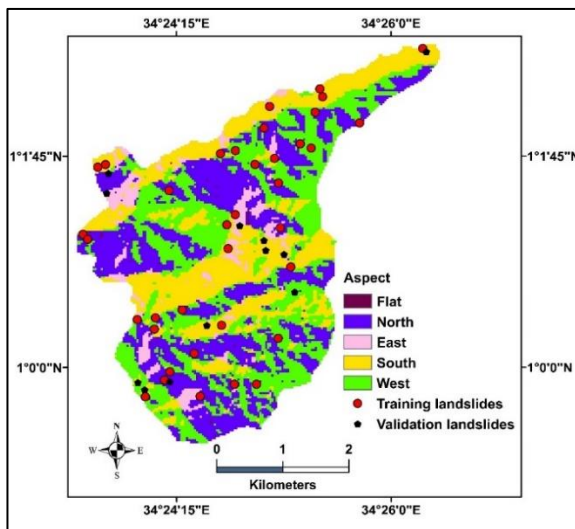 34°24'15"
34°26'0"
1°1'45"
1°1'45"
Aspect
Flat
North
East
South
West
1°0'0"
1°0'0"
Training landslides
Validation landslides
N
W
E
S
0
1
2
Kilometers
34°24'15"
34°26'0"